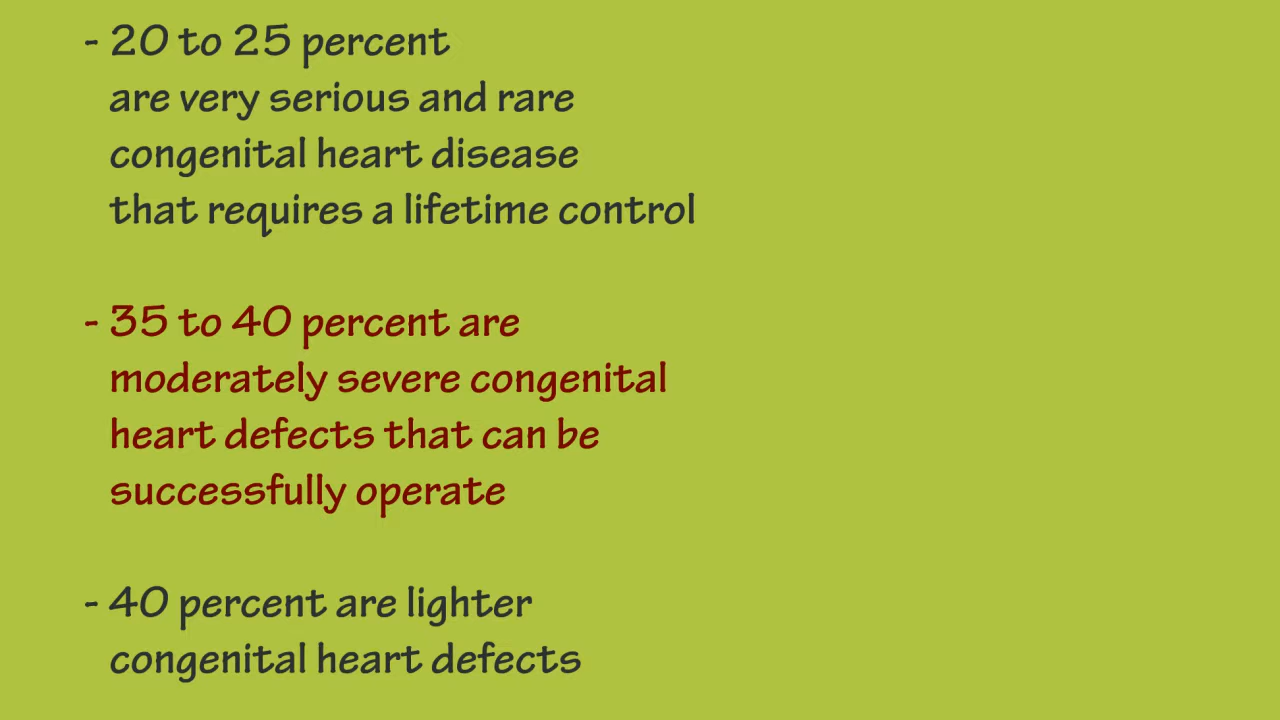 - 20 to 25 percent
are very serious and rare
congenital heart disease
that requires a lifetime control
- 35 to 40 percent are
moderately severe congenital
heart defects that can be
successfully operate
- 40 percent are lighter
congenital heart defects